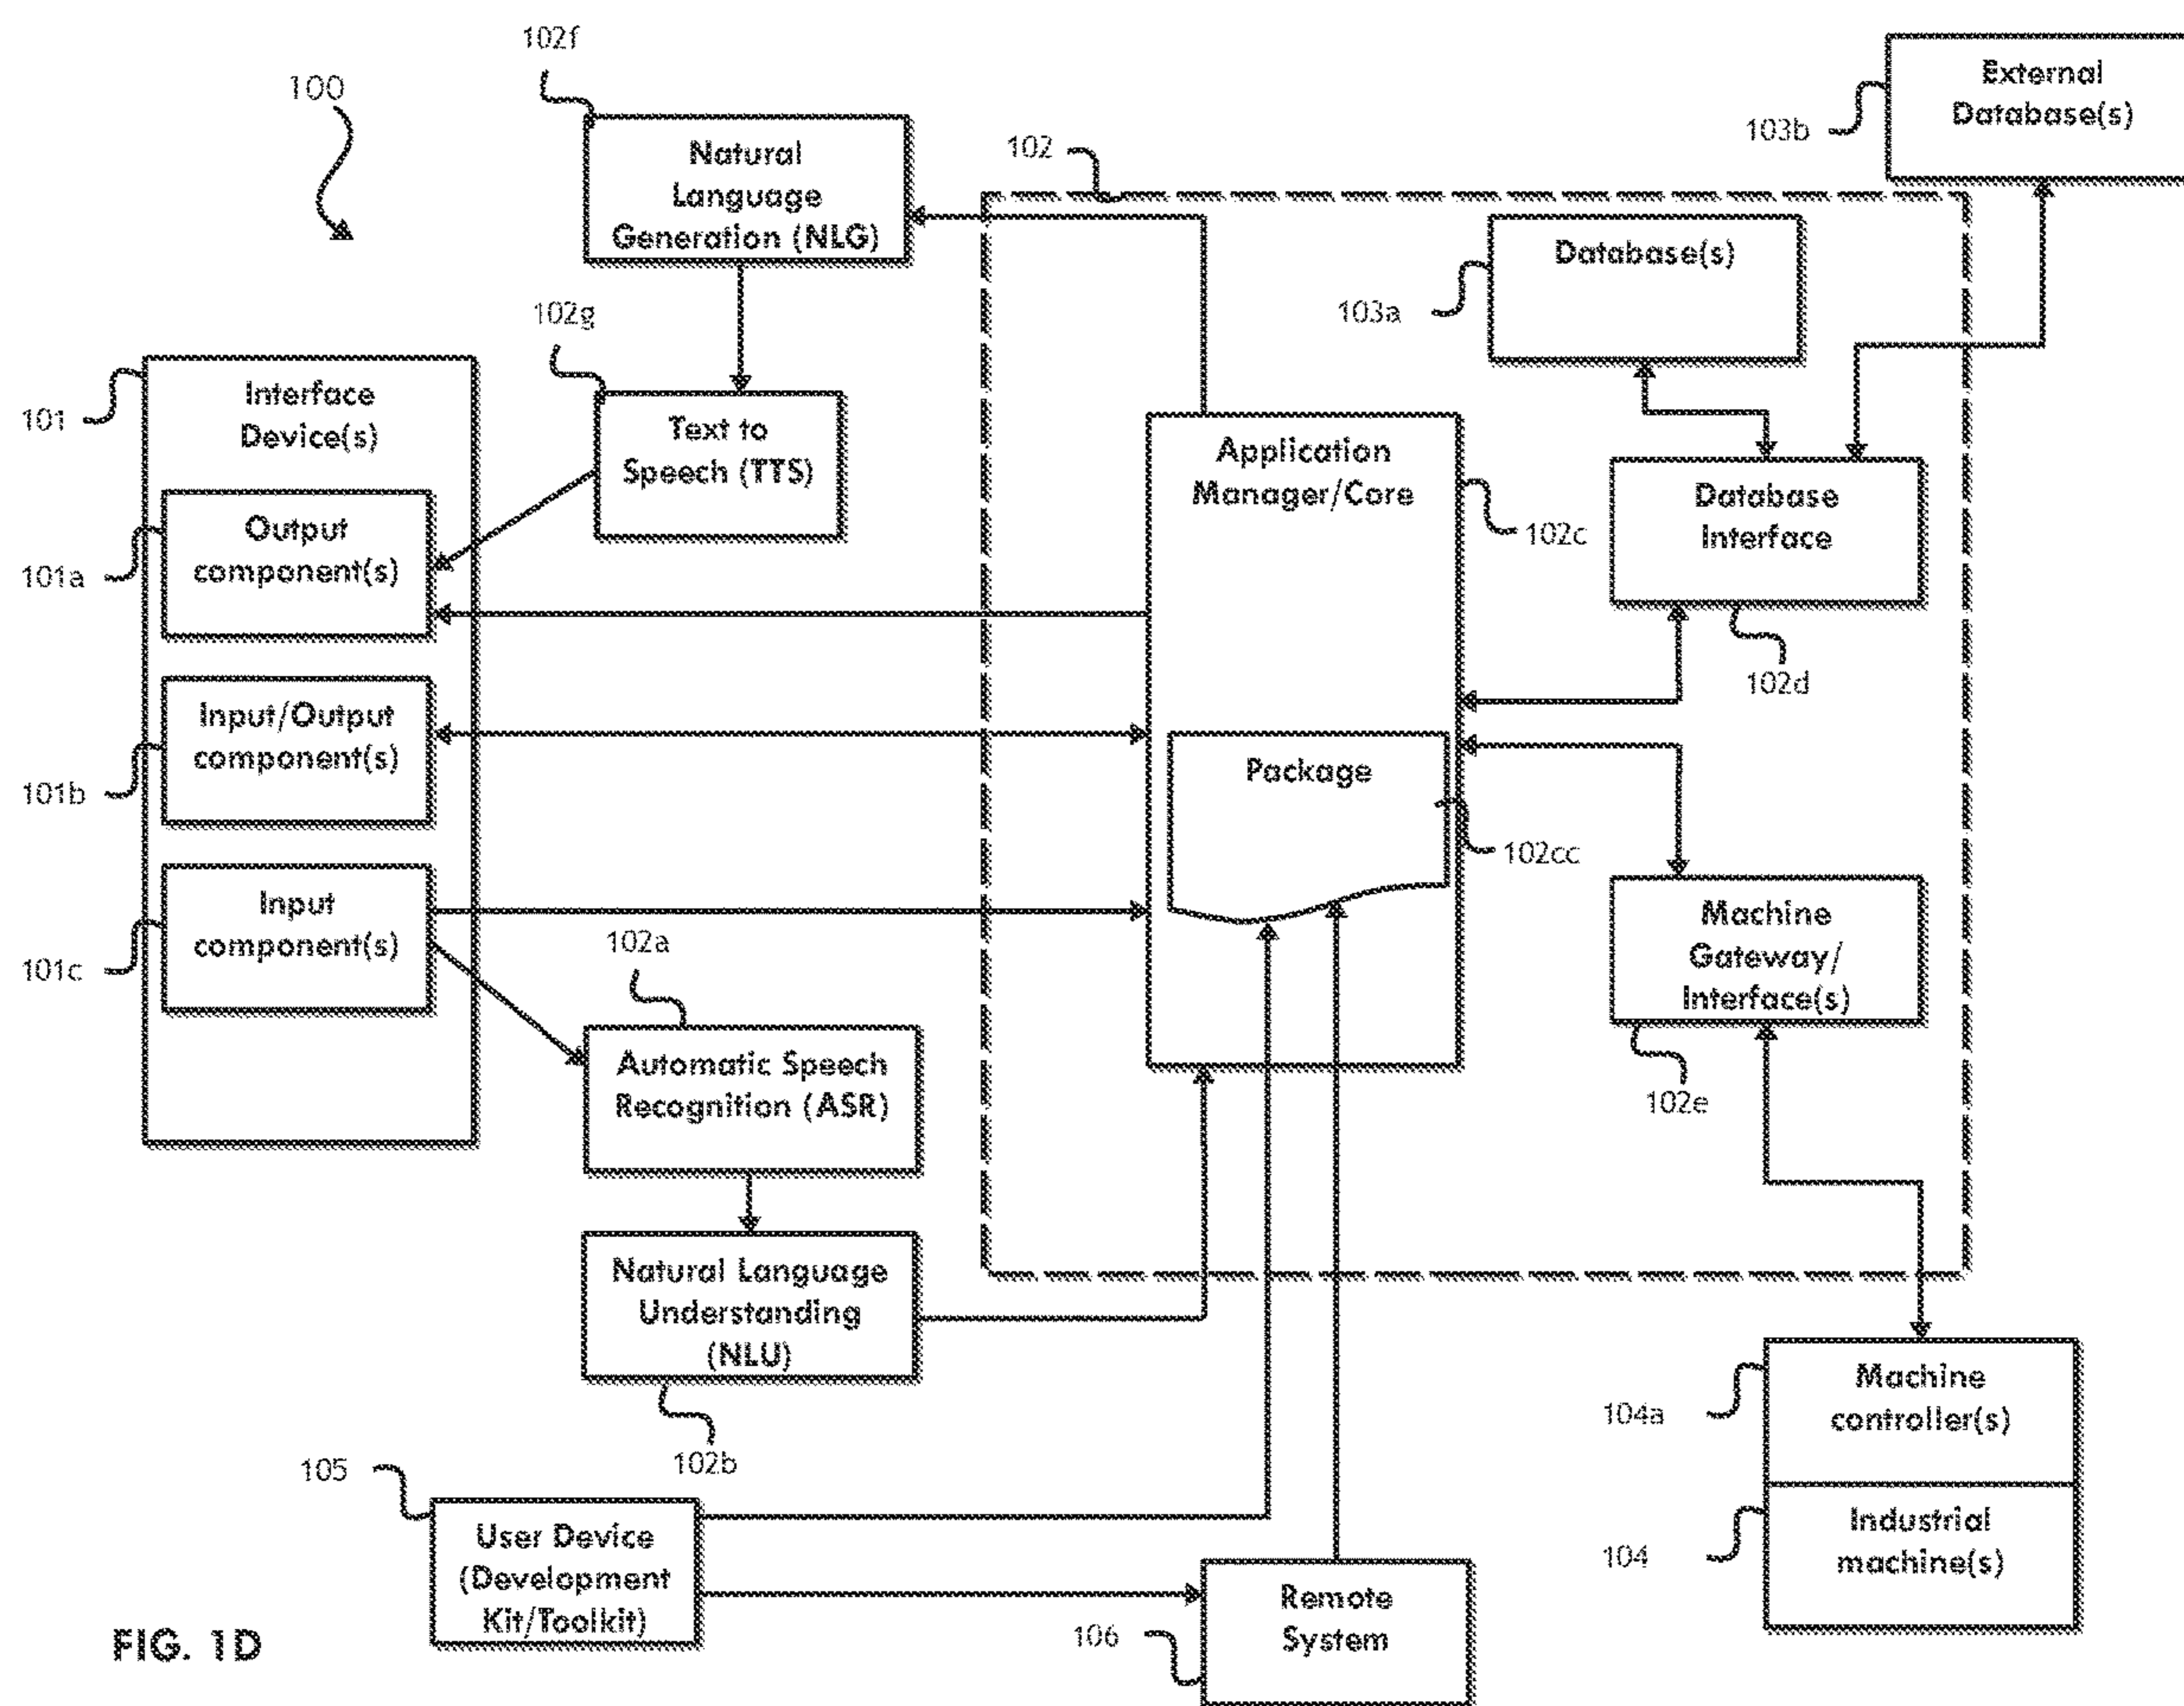 102f
100
Natural
Language
Generation (NLG)
102
External
Database(s)
103b
Database(s)
103a
102g
Text to
Speech (TTS)
101
Interface
Device(s)
Output
component(s)
101a
Input/Output
component(s)
101b
Input
component(s)
101c
Application
Manager/Core
102c
Database
Interface
102d
Package
102cc
Machine
Gateway/
Interface(s)
102e
102a
Automatic Speech
Recognition (ASR)
Natural Language
Understanding
(NLU)
102b
105
User Device
(Development
Kit/Toolkit)
106
Remote
System
104a
Machine
controller(s)
104
Industrial
machine(s)
FIG. 1D